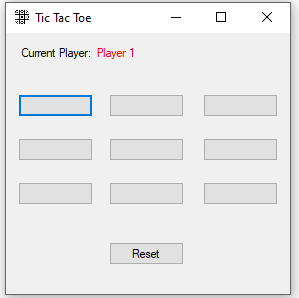 Tic Tac Toe
Current Player: Player 1
Reset